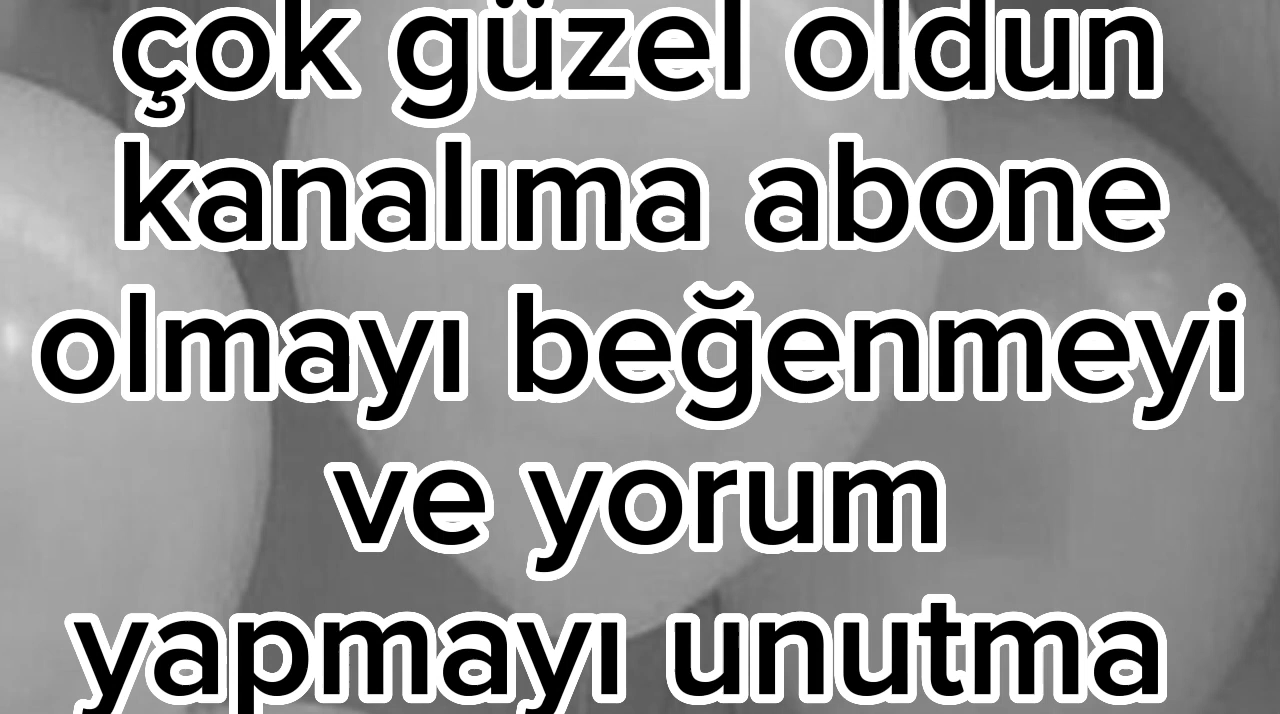 çok güzel oldun
kanalıma abone
olmayı beğenmeyi
ve yorum
yapmayı unutma